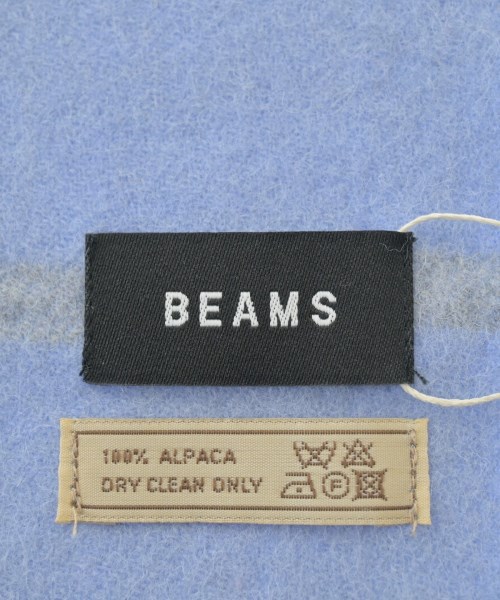 BEAMS
100% ALPACA
DRY CLEAN ONLY
F